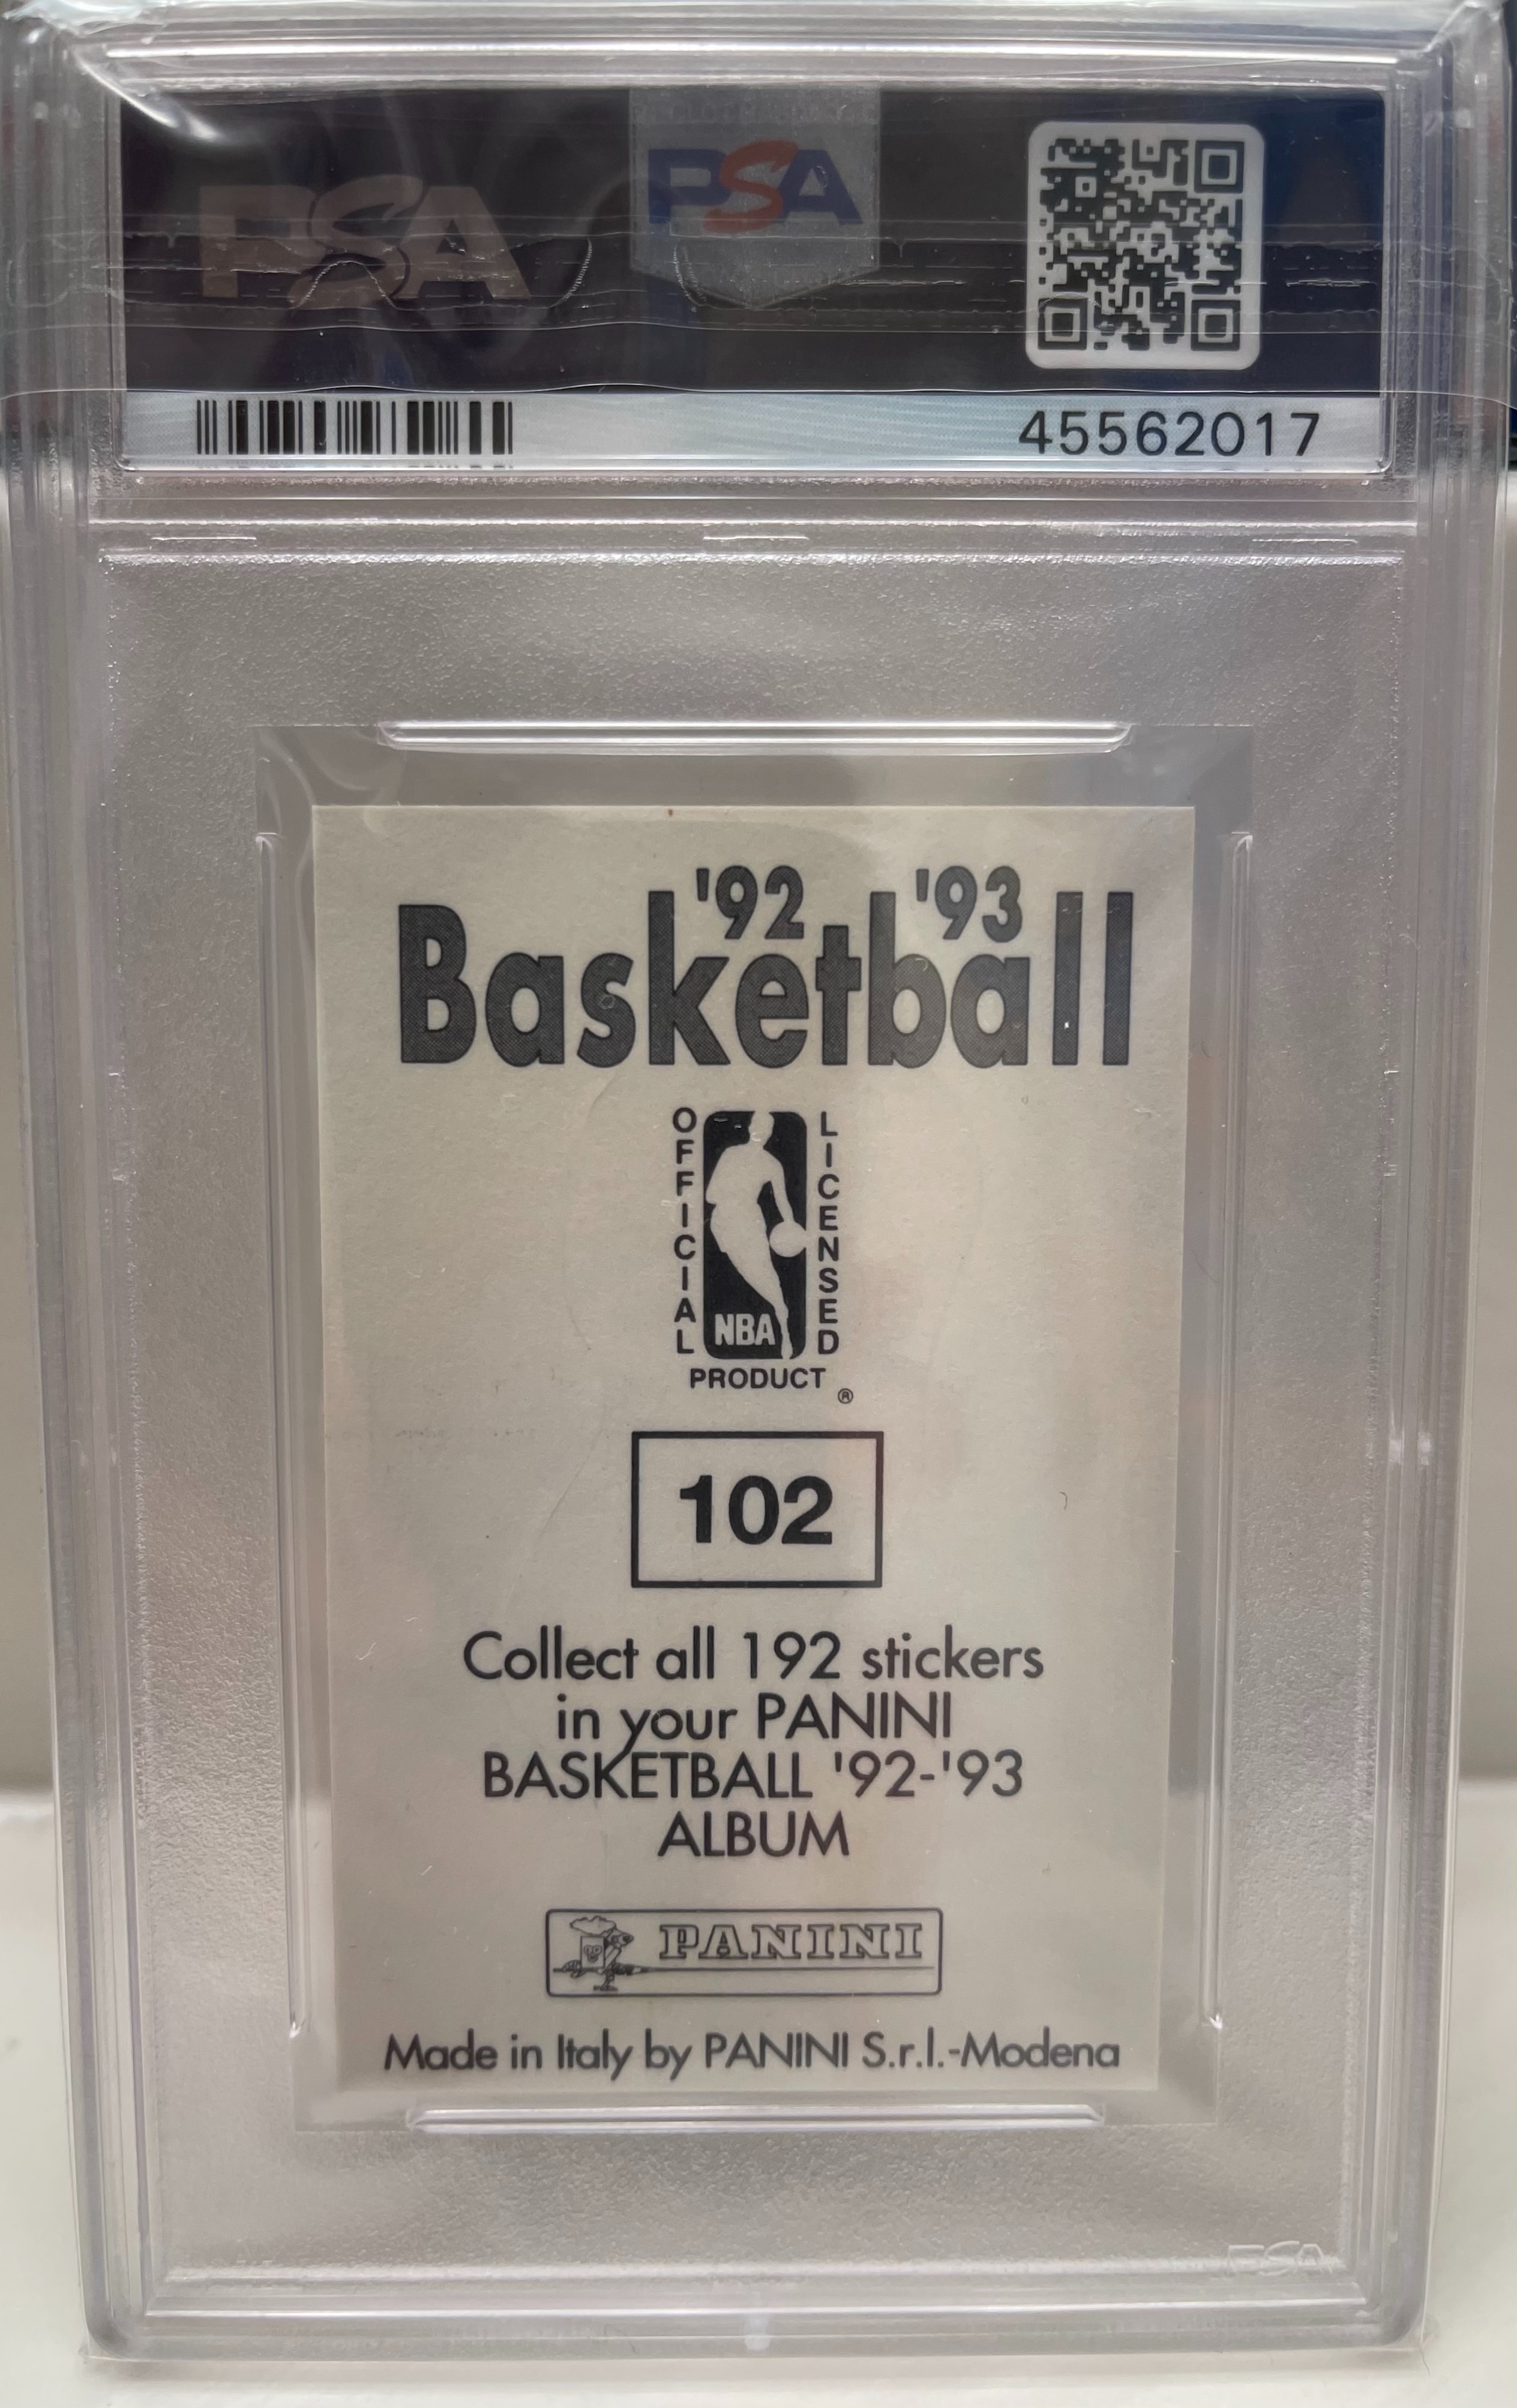 PSA
PSA
45562017
'92 '93
Basketball
OFFICIAL
LICENSED
NBA
PRODUCT ®
102
Collect all 192 stickers
in your PANINI
BASKETBALL '92-'93
ALBUM
PANINI
Made in Italy by PANINI S.r.l.-Modena
PSA